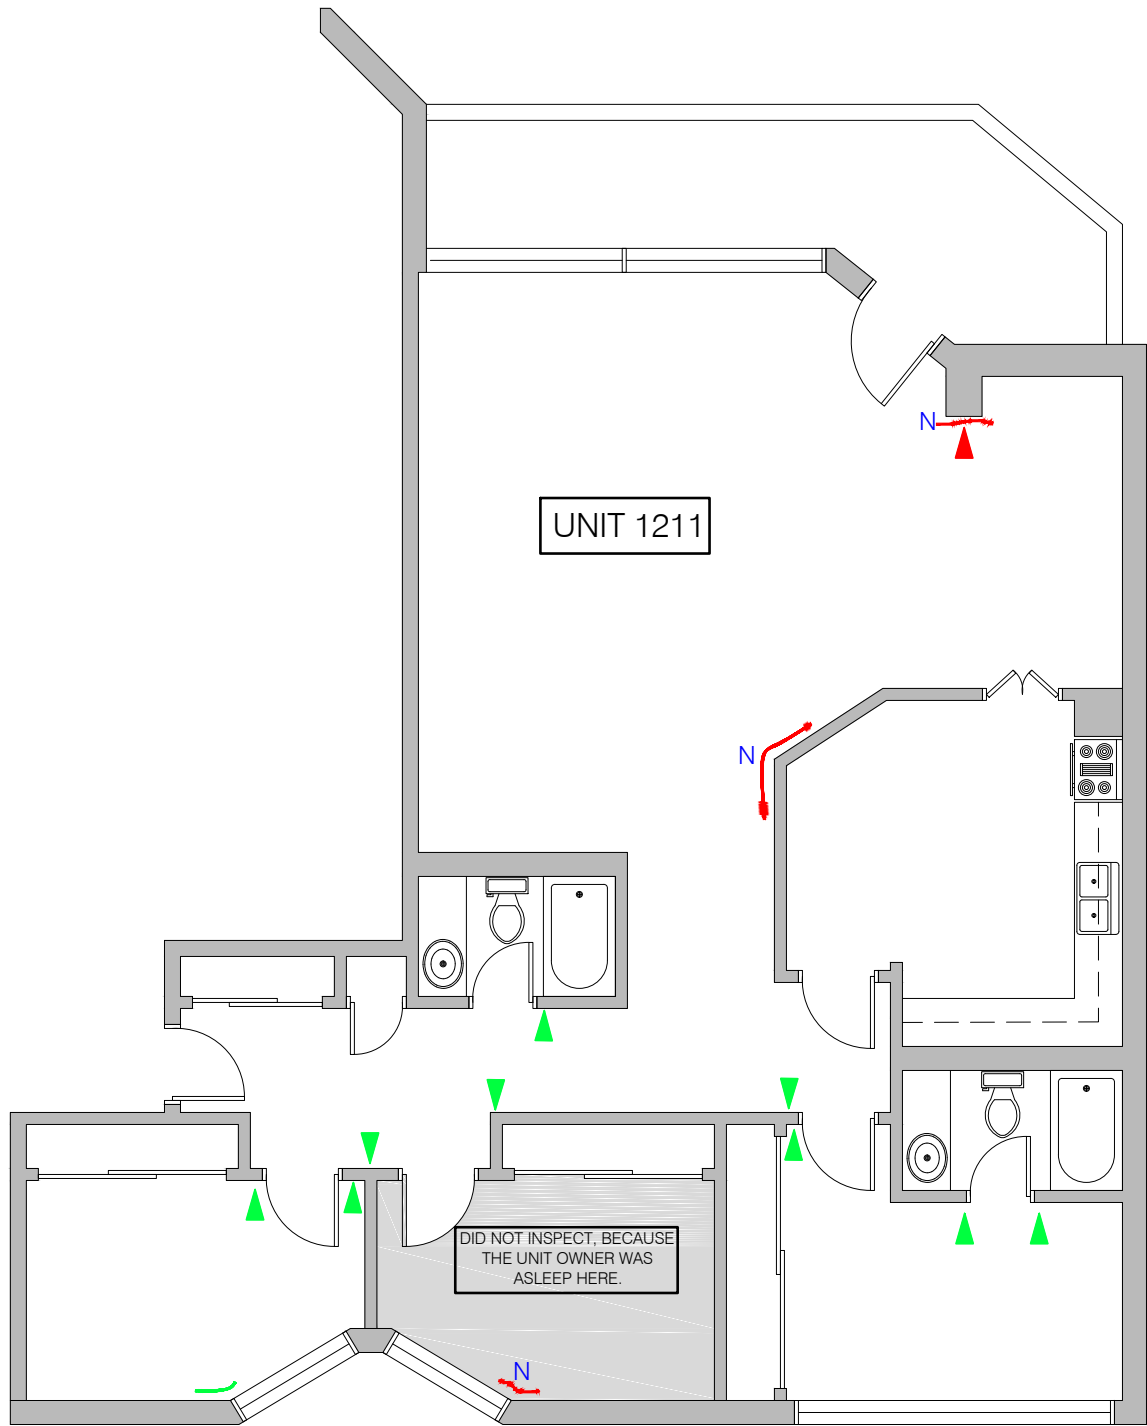 N
UNIT 1211
N
DID NOT INSPECT, BECAUSE
THE UNIT OWNER WAS
ASLEEP HERE.
N